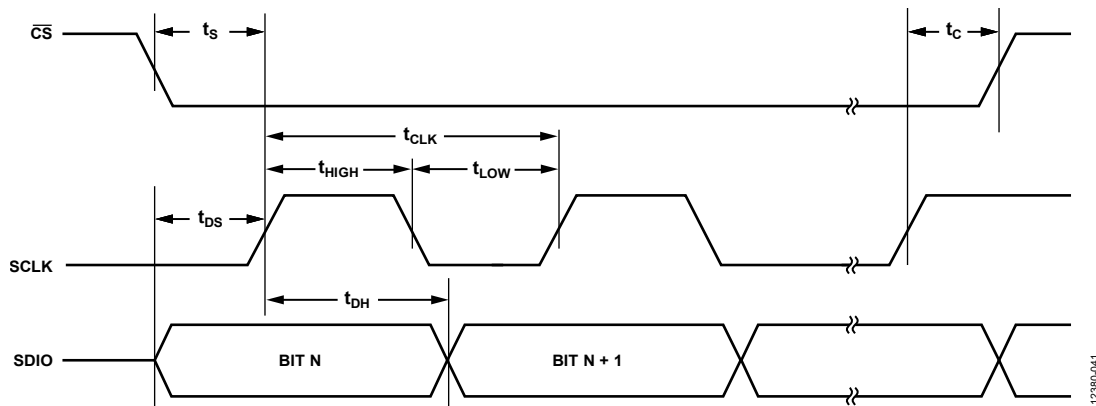 CS
tS
tC
tCLK
tHIGH
tLOW
tDS
SCLK
tDH
SDIO
BIT N
BIT N + 1
12380-041